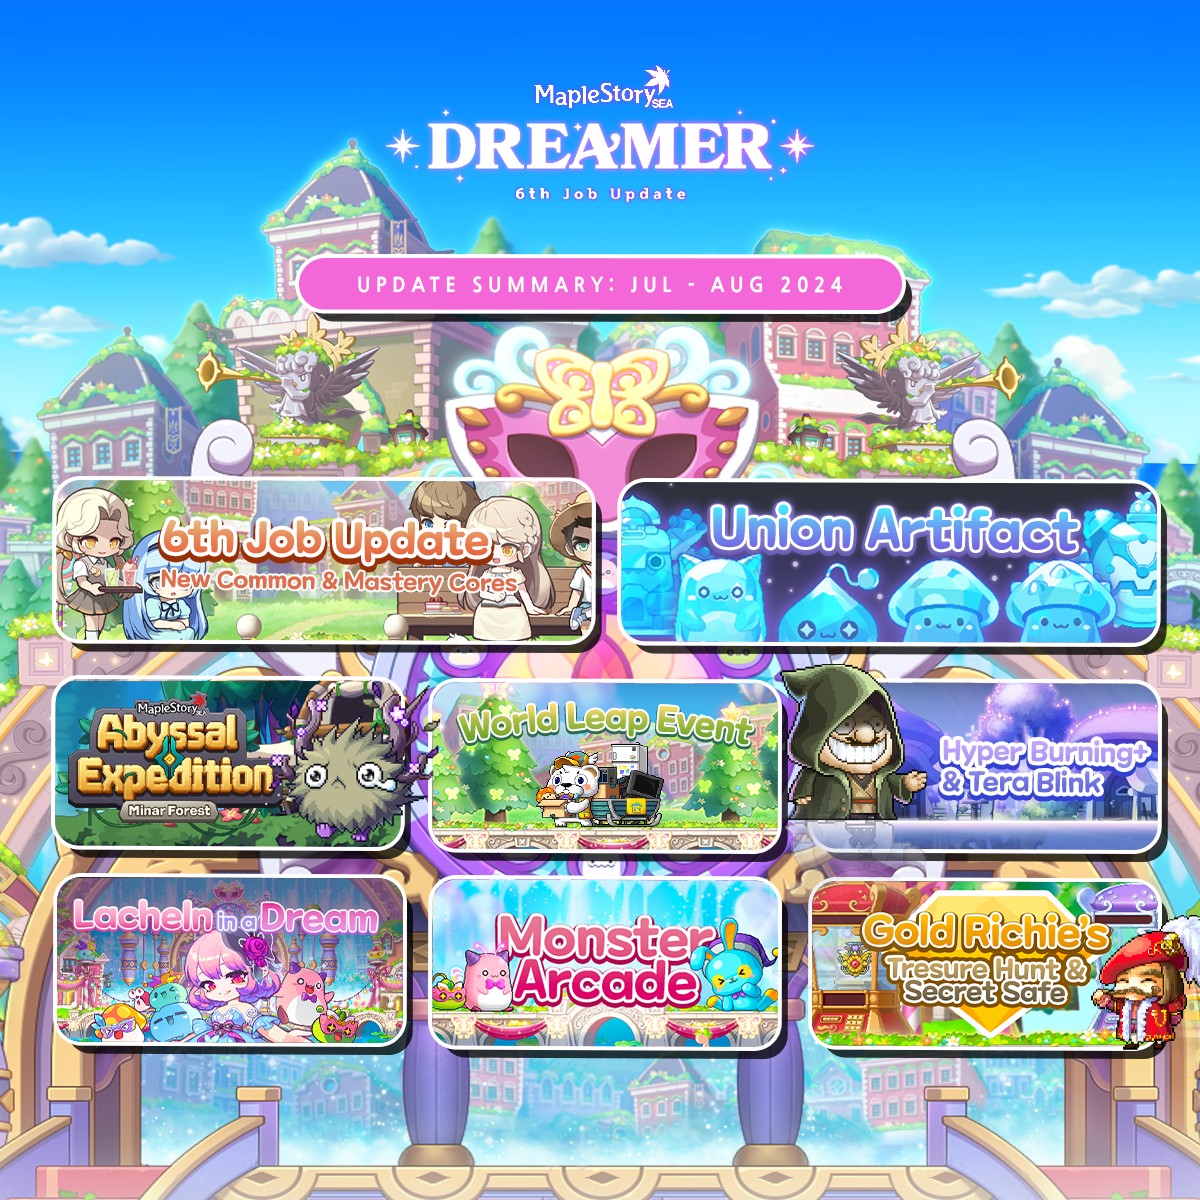 MapleStory SEA
DREAMER
6th Job Update
UPDATE SUMMARY: JUL - AUG 2024
6th Job Update
New Common & Mastery Cores
Union Artifact
MapleStory SEA
Abyssal
Expedition
Minar Forest
World Leap Event
Hyper Burning+
& Tera Blink
Lacheln in a Dream
Monster
Arcade
Gold Richie's
Tresure Hunt &
Secret Safe